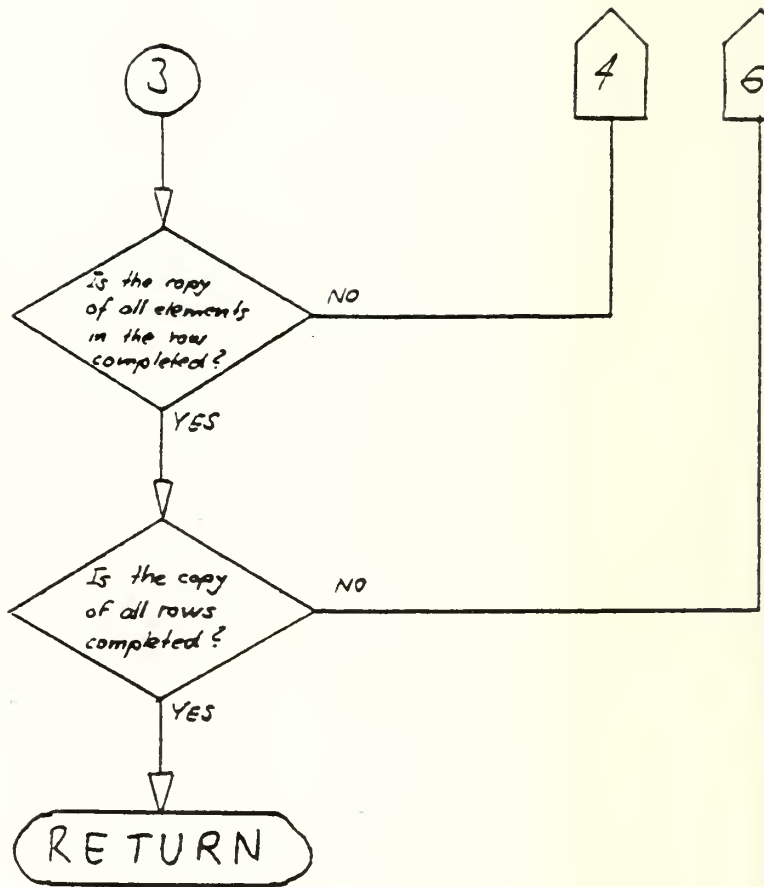 3
4
6
Is the copy
of all elements
in the row
completed?
NO
YES
Is the copy
of all rows
completed?
NO
YES
RETURN